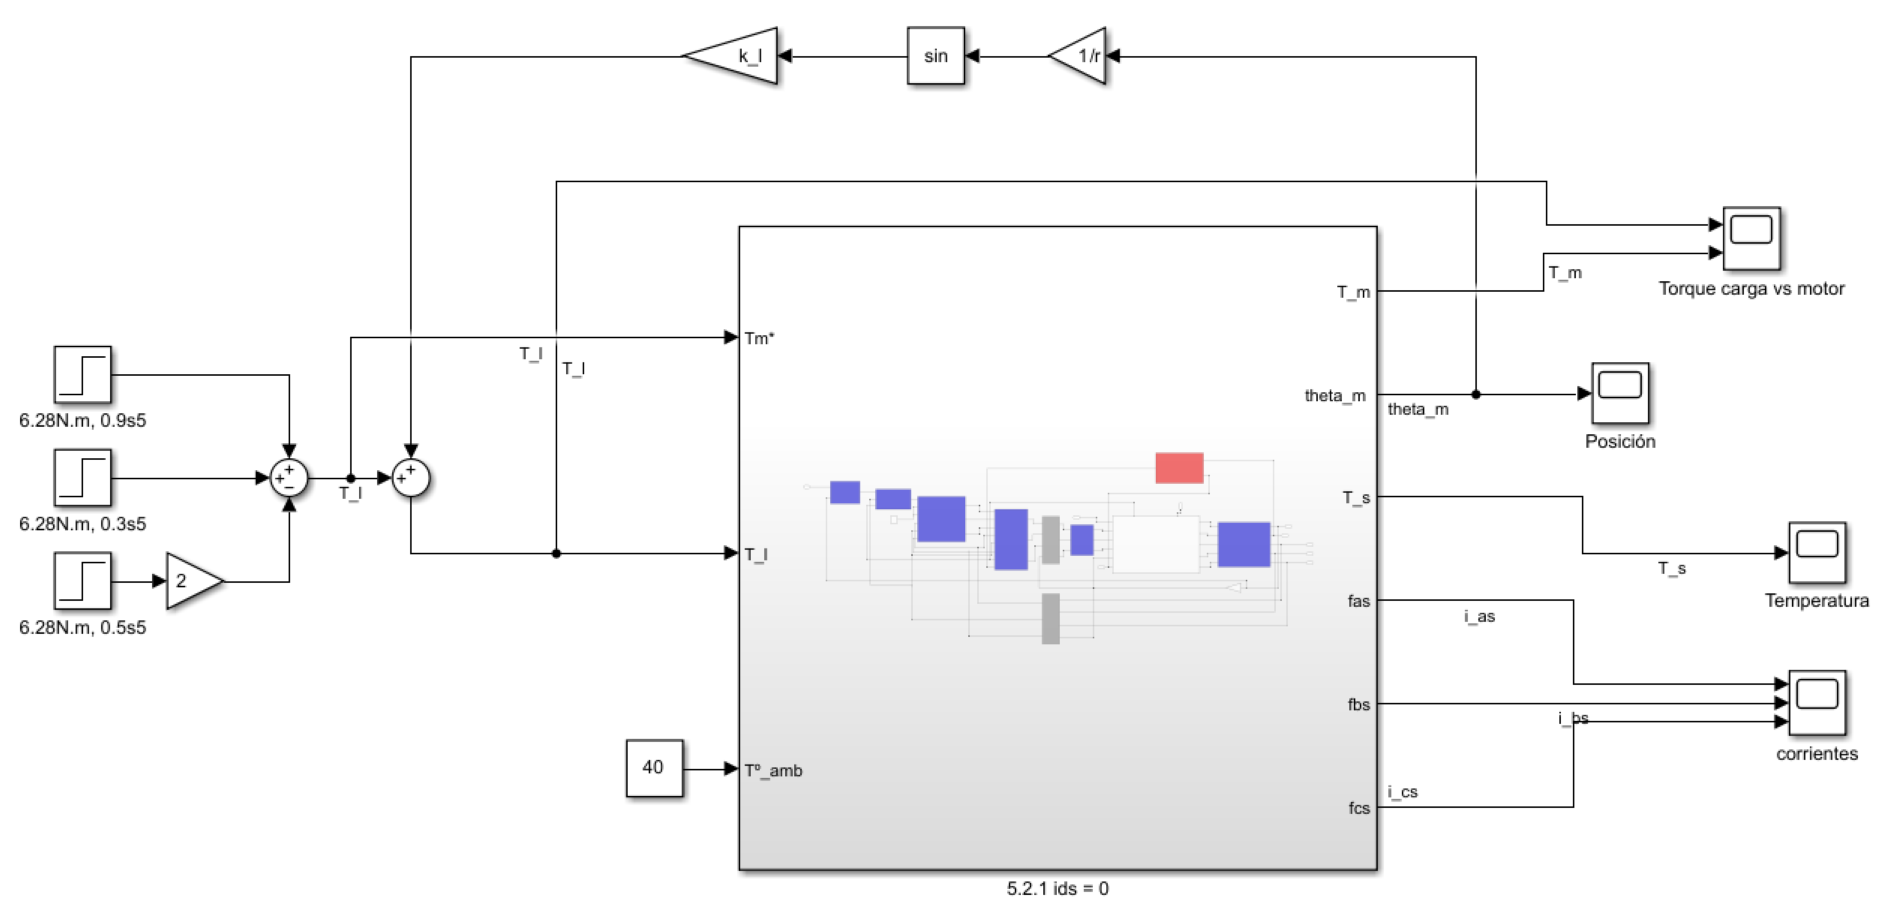 k_l
sin
1/r
T_m
T_m
Torque carga vs motor
Tm*
T_l
T_l
6.28N.m, 0.9s5
theta_m
theta_m
Posición
+
+
−
T_l
+
+
6.28N.m, 0.3s5
T_s
T_l
T_s
2
6.28N.m, 0.5s5
Temperatura
fas
i_as
fbs
i_bs
corrientes
40
Tº_amb
i_cs
fcs
5.2.1 ids = 0